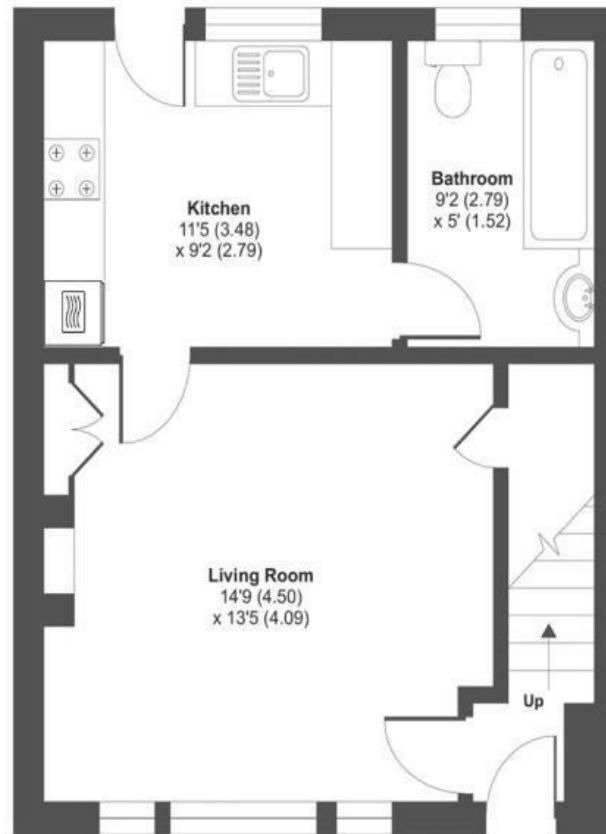 Kitchen
11'5 (3.48)
x 9'2 (2.79)
Bathroom
9'2 (2.79)
x 5' (1.52)
Living Room
14'9 (4.50)
x 13'5 (4.09)
Up